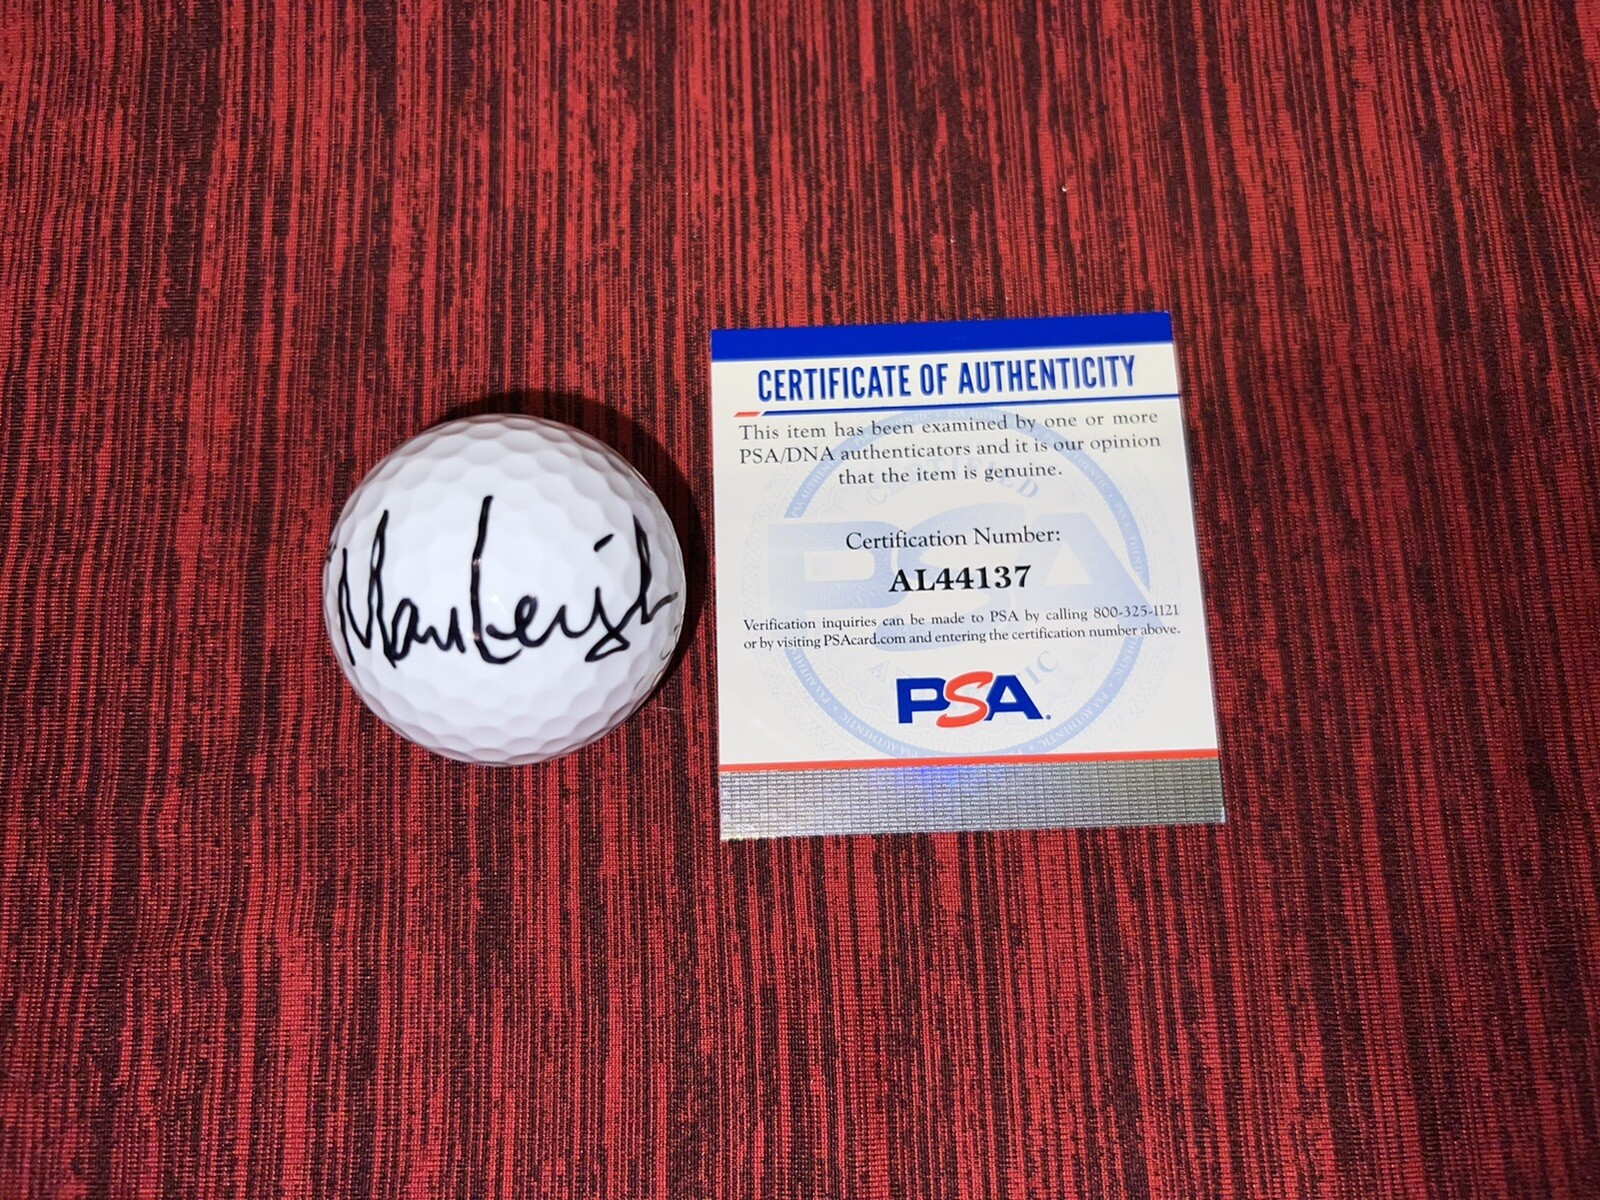 Marc Leish
CERTIFICATE OF AUTHENTICITY
This item has been examined by one or more
PSA/DNA authenticators and it is our opinion
that the item is genuine.
Certification Number:
AL44137
Verification inquiries can be made to PSA by calling 800-325-1121
or by visiting PSAcard.com and entering the certification number above.
PSA